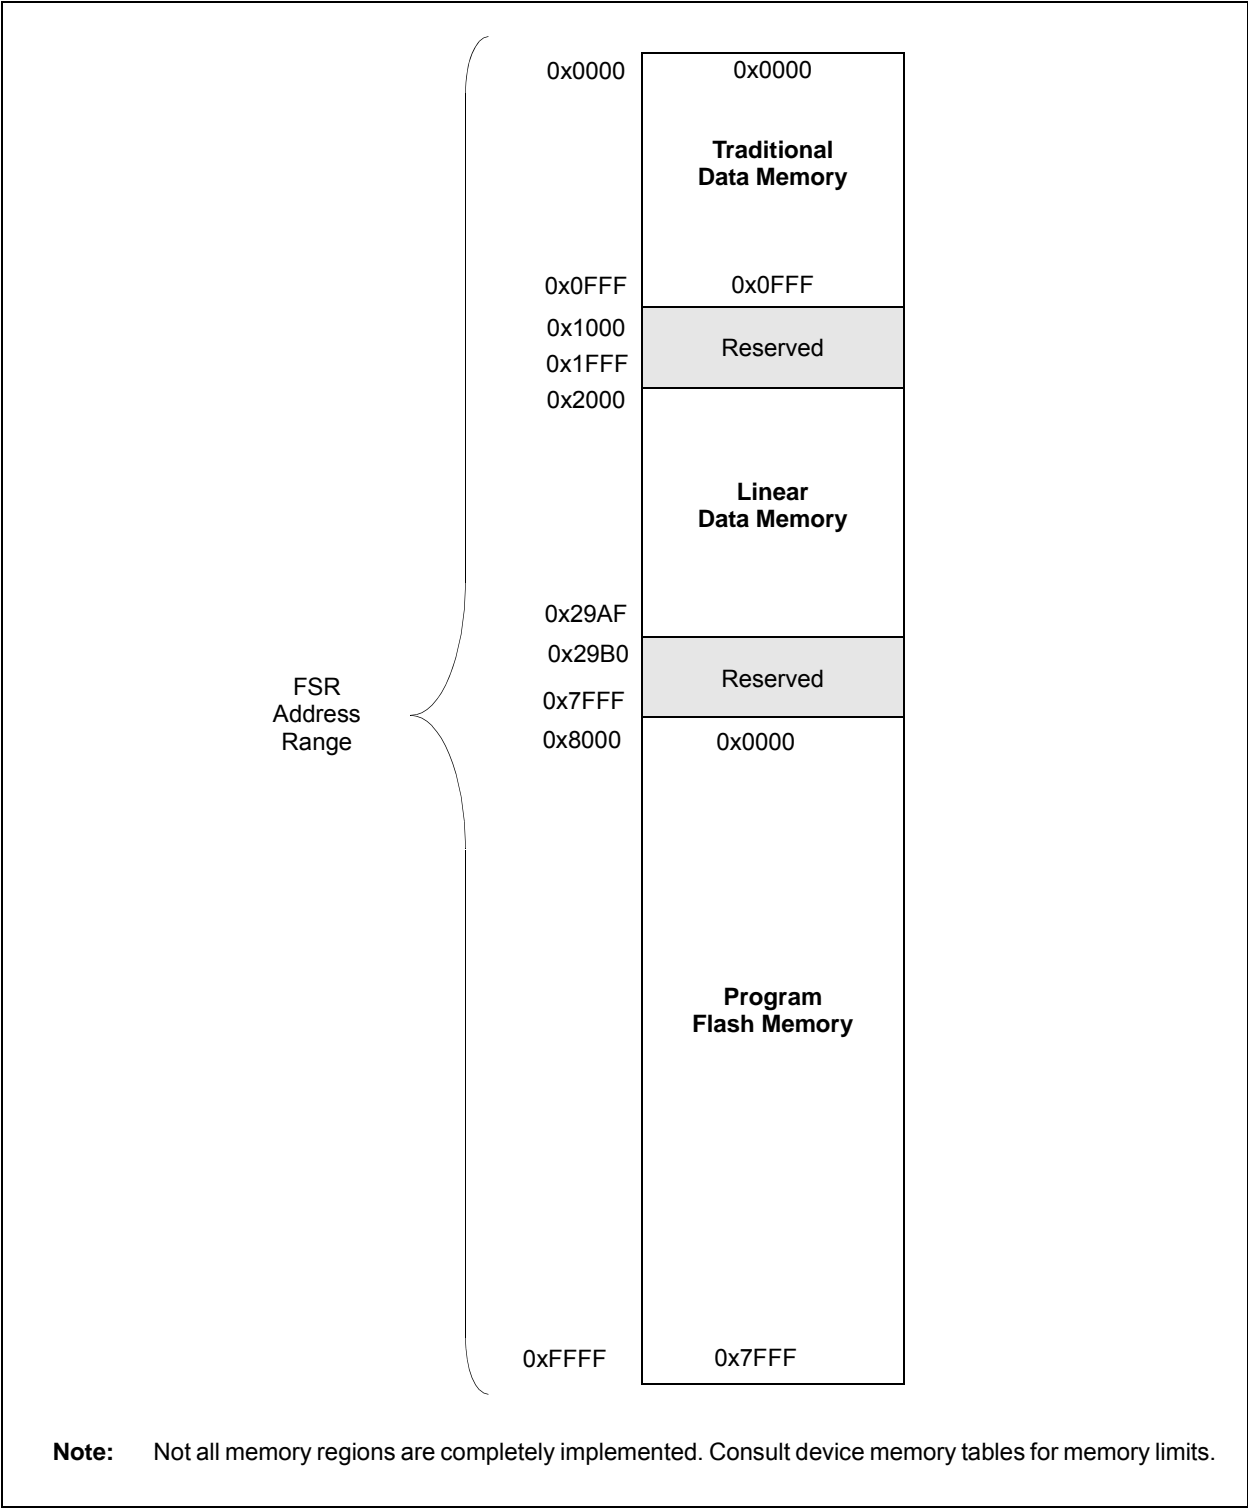 0x0000 0x0000
Traditional
Data Memory
0x0FFF 0x0FFF
0x1000
Reserved
0x1FFF
0x2000
Linear
Data Memory
0x29AF
0x29B0
Reserved
0x7FFF
FSR
Address
Range
0x8000 0x0000
Program
Flash Memory
0xFFFF 0x7FFF
Note: Not all memory regions are completely implemented. Consult device memory tables for memory limits.